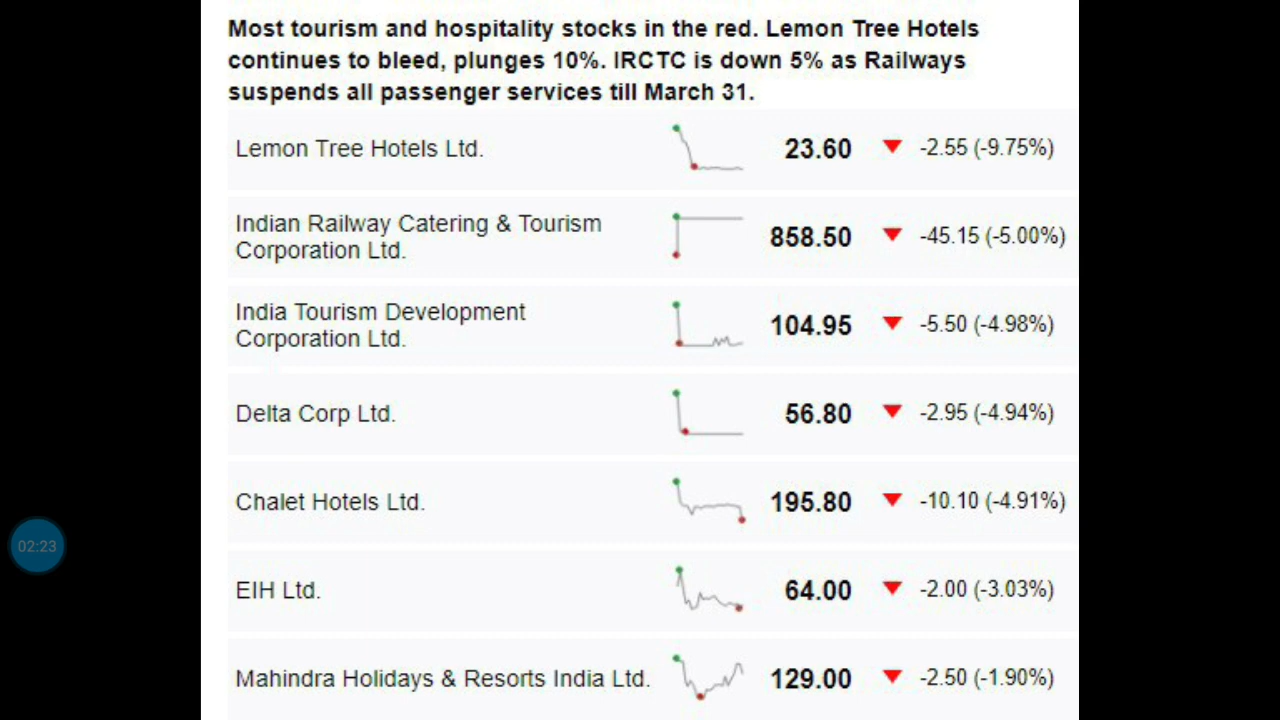 Most tourism and hospitality stocks in the red. Lemon Tree Hotels
continues to bleed, plunges 10%. IRCTC is down 5% as Railways
suspends all passenger services till March 31.
Lemon Tree Hotels Ltd. 23.60 -2.55 (-9.75%)
Indian Railway Catering & Tourism
Corporation Ltd. 858.50 -45.15 (-5.00%)
India Tourism Development
Corporation Ltd. 104.95 -5.50 (-4.98%)
Delta Corp Ltd. 56.80 -2.95 (-4.94%)
Chalet Hotels Ltd. 195.80 -10.10 (-4.91%)
02:23
EIH Ltd. 64.00 -2.00 (-3.03%)
Mahindra Holidays & Resorts India Ltd. 129.00 -2.50 (-1.90%)